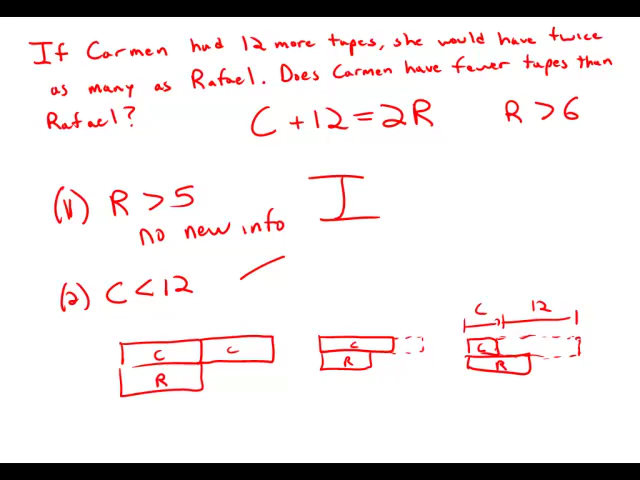 If Carmen had 12 more tapes, she would have twice
as many as Rafael. Does Carmen have fewer tapes than
Rafael?
C + 12 = 2R
R > 6
(1) R > 5
no new info
I
(2) C < 12
C 12
C C
R
C
R
C
R